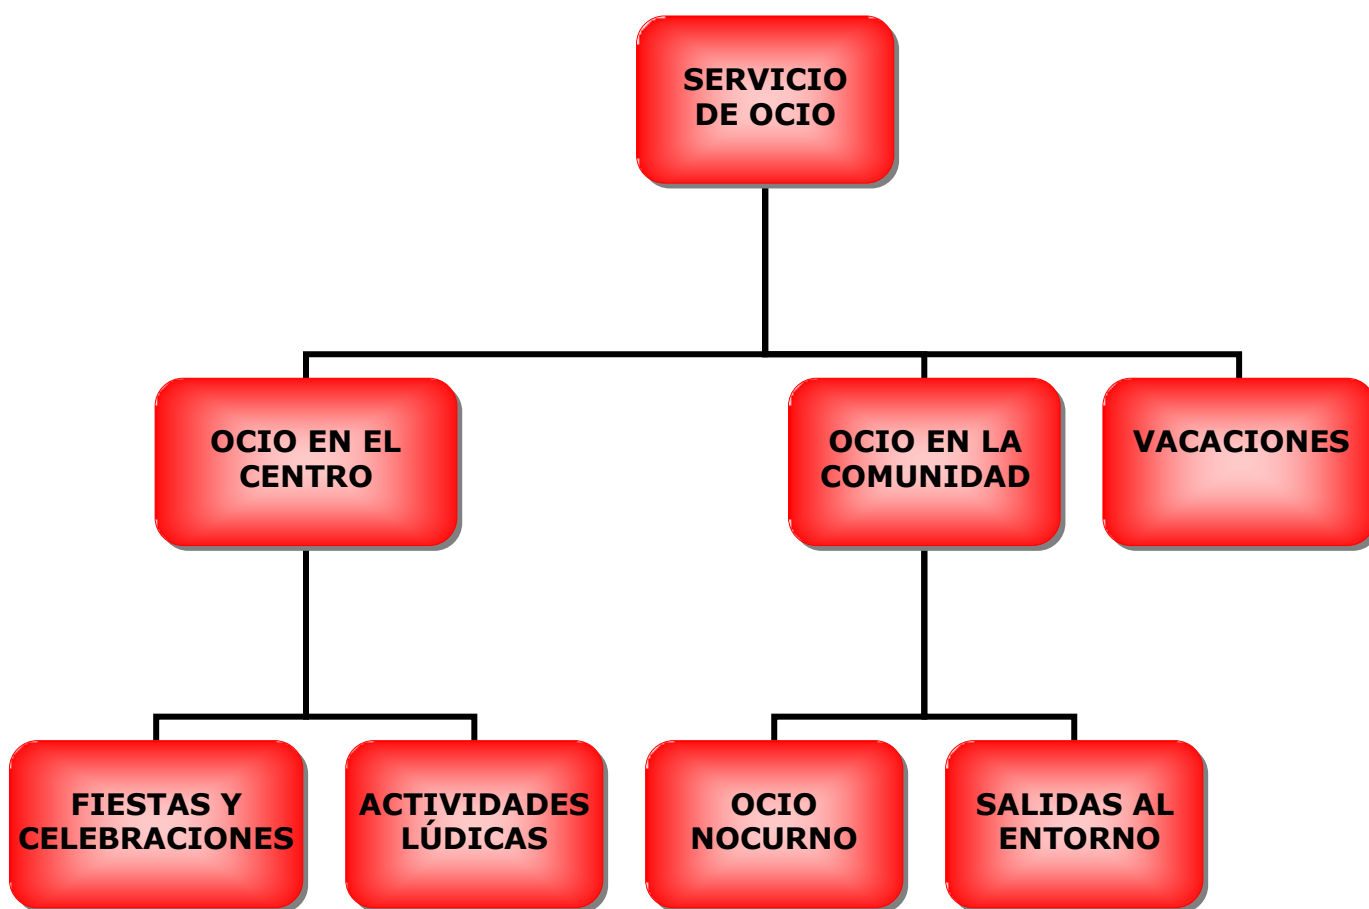 SERVICIO
DE OCIO
OCIO EN EL
CENTRO
OCIO EN LA
COMUNIDAD
VACACIONES
FIESTAS Y
CELEBRACIONES
ACTIVIDADES
LÚDICAS
OCIO
NOCURNO
SALIDAS AL
ENTORNO